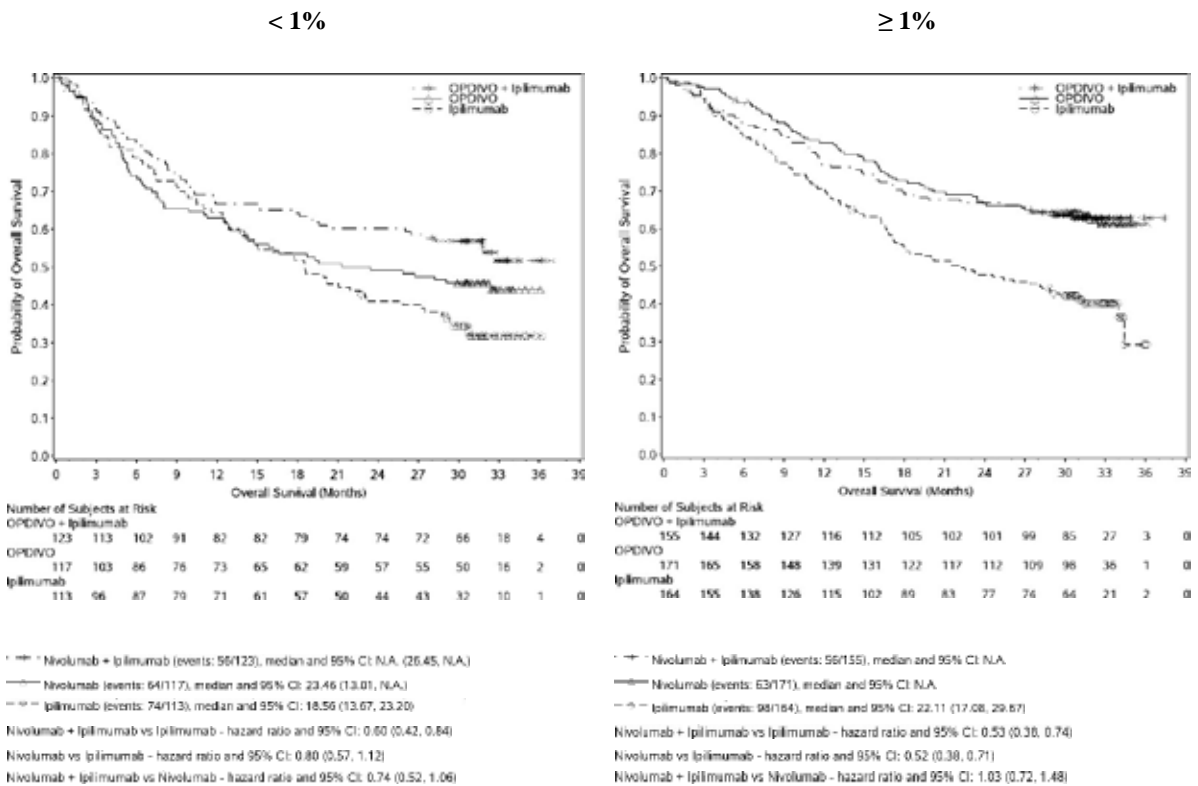 < 1%
≥ 1%
1.0
0.9
0.8
0.7
0.6
0.5
0.4
0.3
0.2
0.1
0.0
Probability of Overall Survival
OPDIVO + Ipilimumab
OPDIVO
Ipilimumab
0 3 6 9 12 15 18 21 24 27 30 33 36 39
Overall Survival (Months)
Number of Subjects at Risk
OPDIVO + Ipilimumab
123 113 102 91 82 82 79 74 74 72 66 18 4 0
OPDIVO
117 103 86 76 73 65 62 59 57 55 50 16 2 0
Ipilimumab
113 96 87 79 71 61 57 50 44 43 32 10 1 0
Nivolumab + Ipilimumab (events: 56/123), median and 95% CI: N.A. (26.45, N.A.)
Nivolumab (events: 64/117), median and 95% CI: 23.46 (13.01, N.A.)
Ipilimumab (events: 74/113), median and 95% CI: 18.56 (13.67, 23.20)
Nivolumab + Ipilimumab vs Ipilimumab - hazard ratio and 95% CI: 0.60 (0.42, 0.84)
Nivolumab vs Ipilimumab - hazard ratio and 95% CI: 0.80 (0.57, 1.12)
Nivolumab + Ipilimumab vs Nivolumab - hazard ratio and 95% CI: 0.74 (0.52, 1.06)
1.0
0.9
0.8
0.7
0.6
0.5
0.4
0.3
0.2
0.1
0.0
Probability of Overall Survival
OPDIVO + Ipilimumab
OPDIVO
Ipilimumab
0 3 6 9 12 15 18 21 24 27 30 33 36 39
Overall Survival (Months)
Number of Subjects at Risk
OPDIVO + Ipilimumab
155 144 132 127 116 112 105 102 101 99 85 27 3 0
OPDIVO
171 165 158 148 139 131 122 117 112 109 98 36 1 0
Ipilimumab
164 155 138 126 115 102 89 83 77 74 64 21 2 0
Nivolumab + Ipilimumab (events: 56/155), median and 95% CI: N.A.
Nivolumab (events: 63/171), median and 95% CI: N.A.
Ipilimumab (events: 98/164), median and 95% CI: 22.11 (17.08, 29.67)
Nivolumab + Ipilimumab vs Ipilimumab - hazard ratio and 95% CI: 0.53 (0.38, 0.74)
Nivolumab vs Ipilimumab - hazard ratio and 95% CI: 0.52 (0.38, 0.71)
Nivolumab + Ipilimumab vs Nivolumab - hazard ratio and 95% CI: 1.03 (0.72, 1.48)